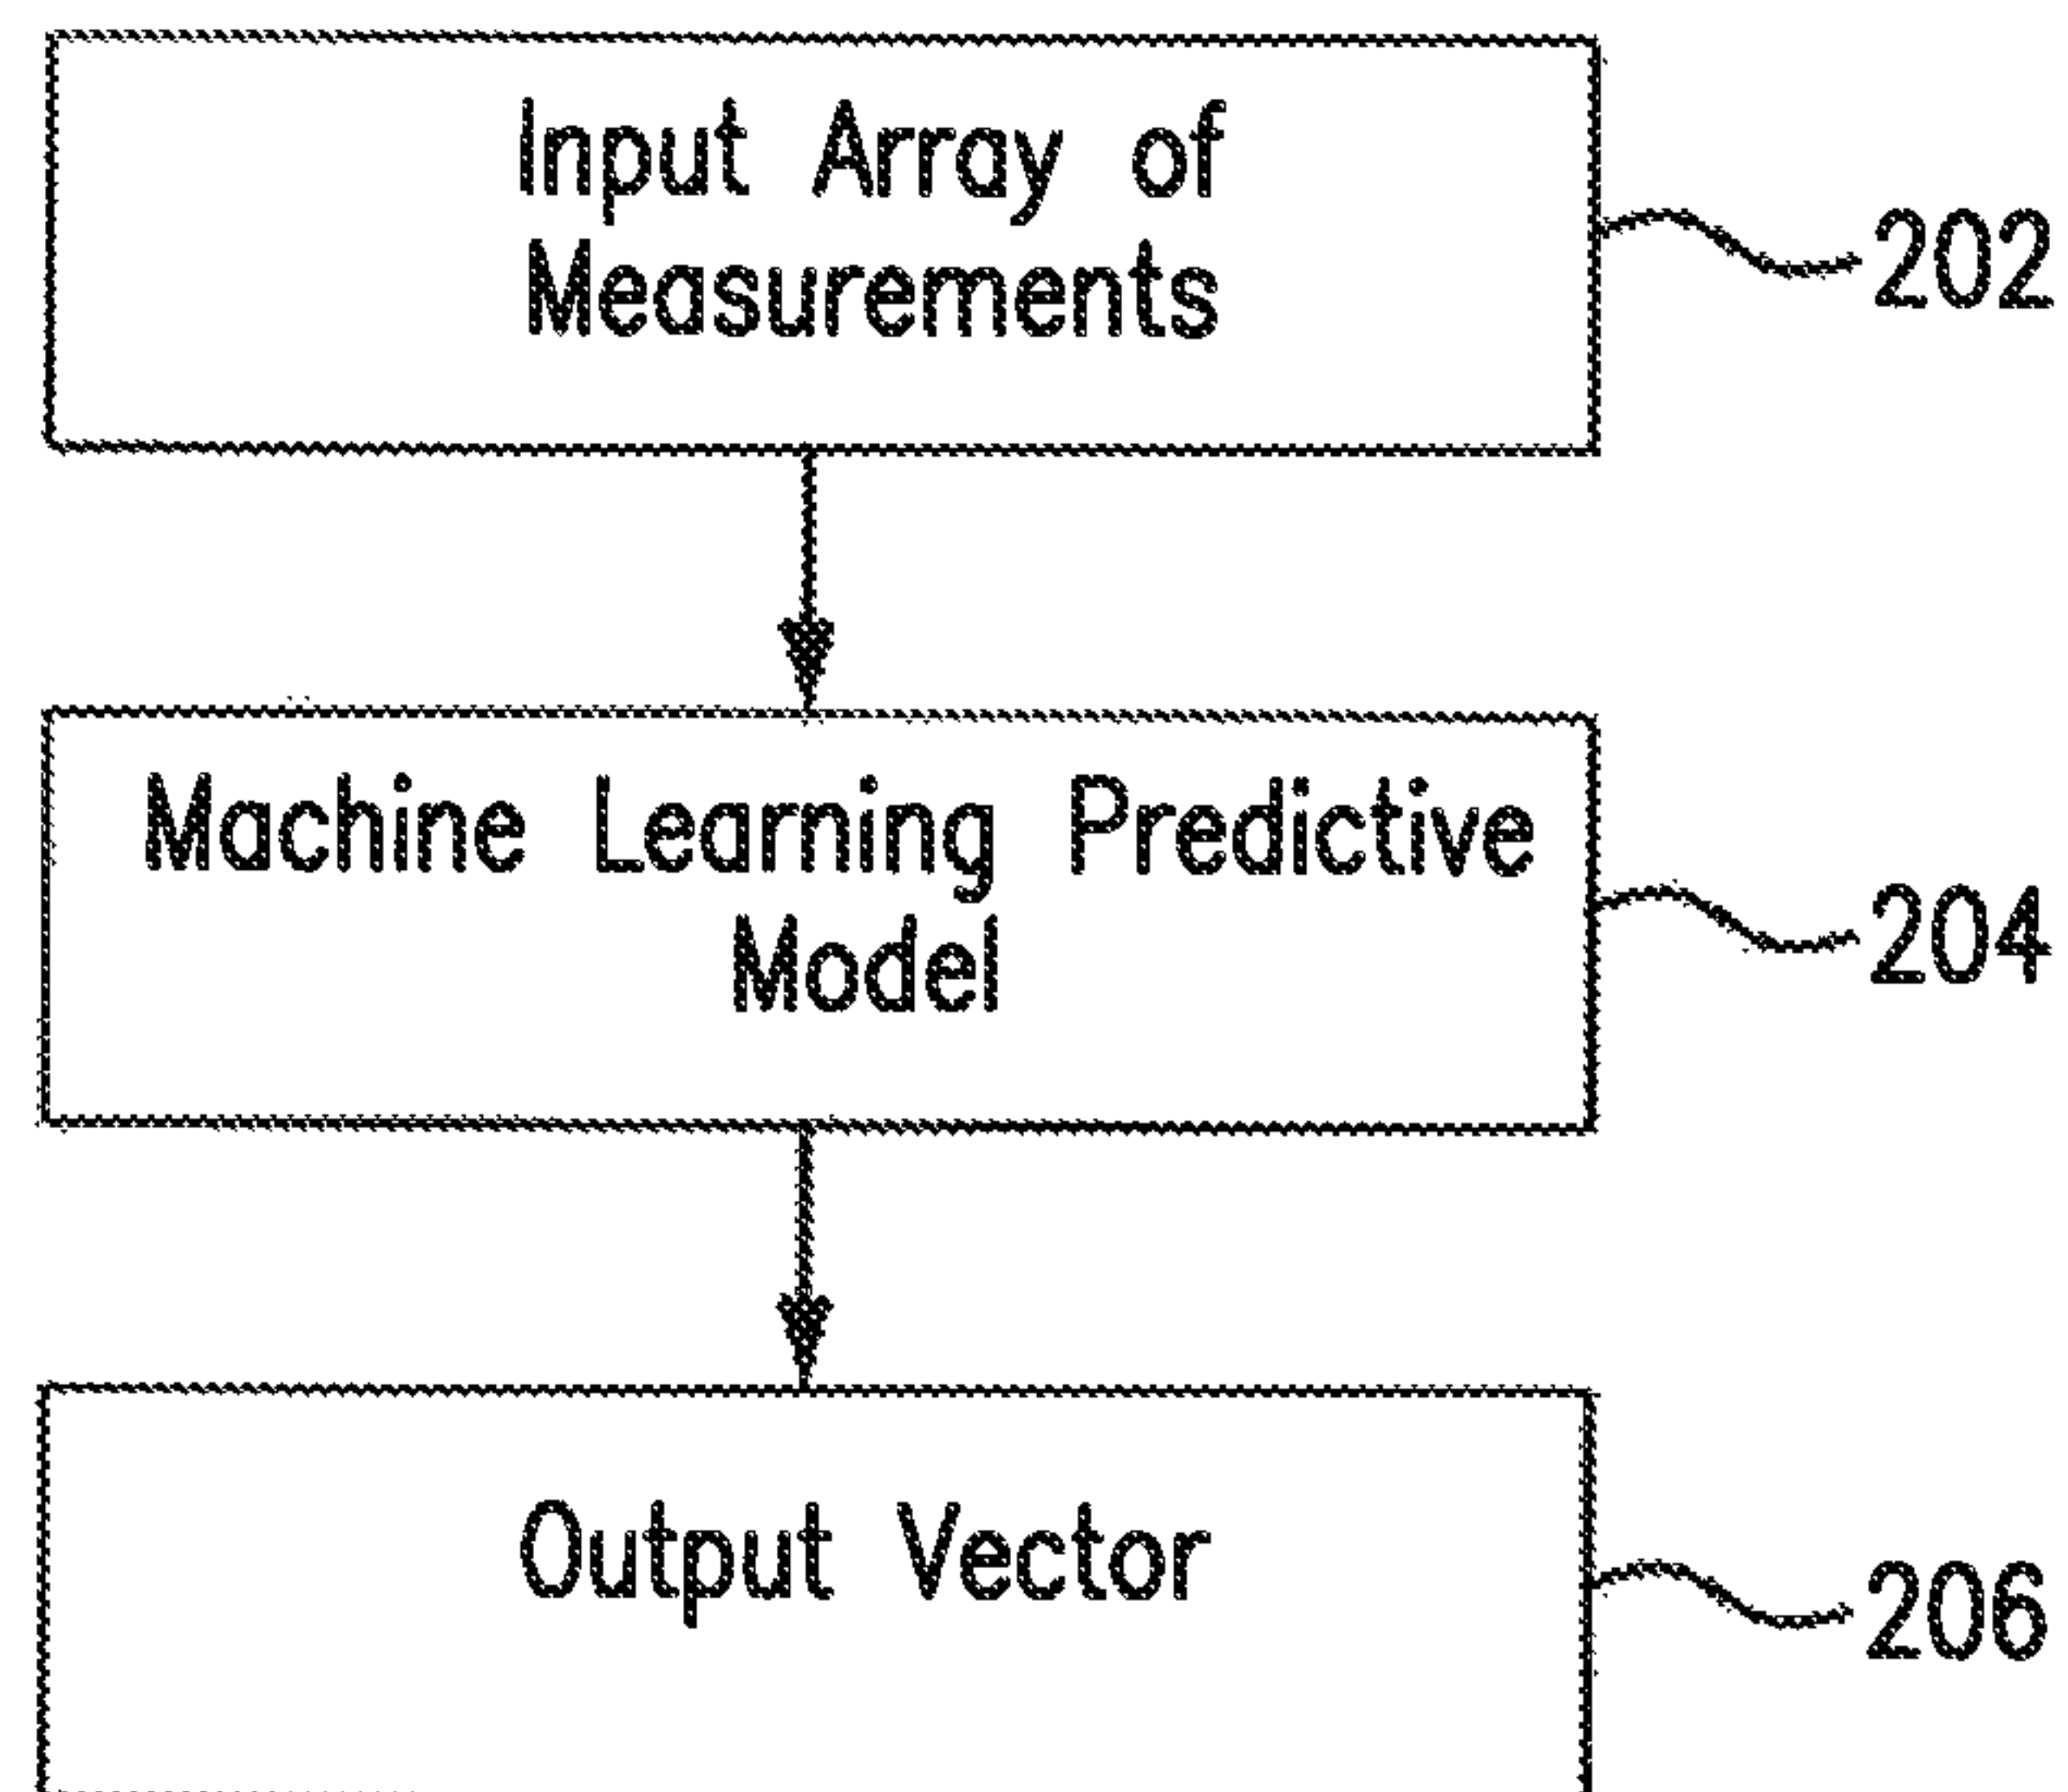 Input Array of
Measurements
202
Machine Learning Predictive
Model
204
Output Vector
206